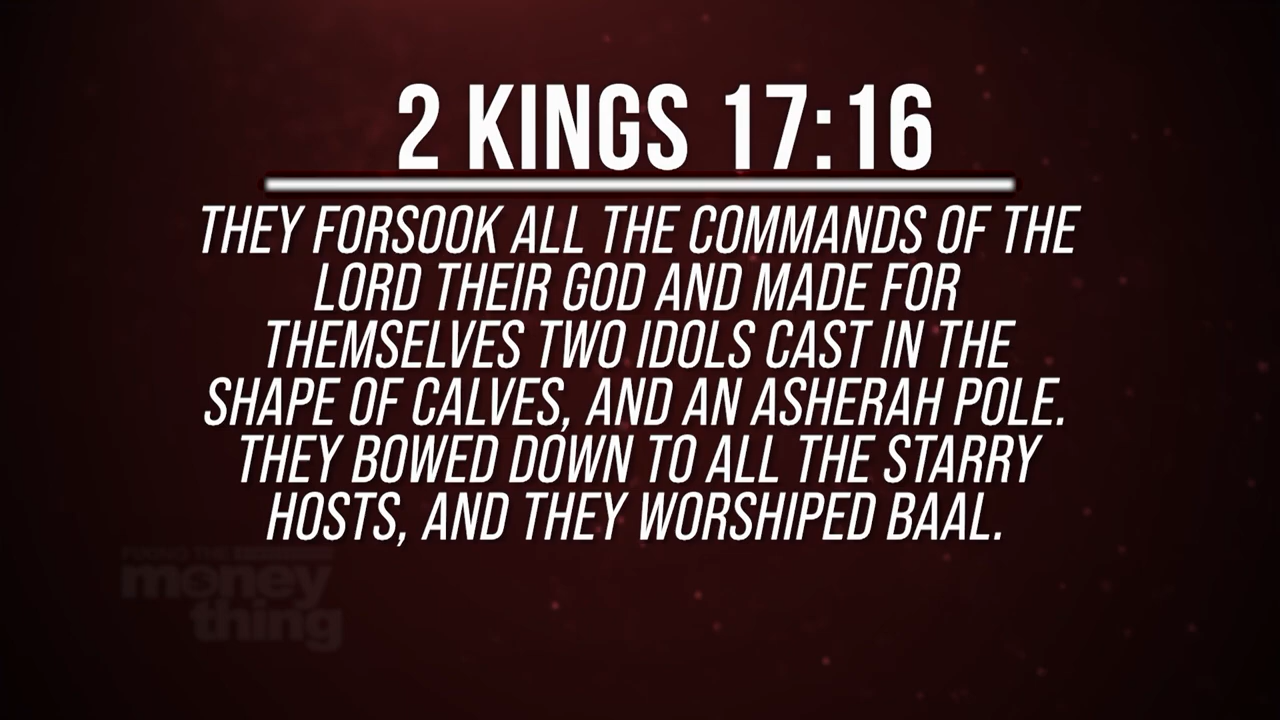 2 KINGS 17:16
THEY FORSOOK ALL THE COMMANDS OF THE
LORD THEIR GOD AND MADE FOR
THEMSELVES TWO IDOLS CAST IN THE
SHAPE OF CALVES, AND AN ASHERAH POLE.
THEY BOWED DOWN TO ALL THE STARRY
HOSTS, AND THEY WORSHIPED BAAL.
FIXING THE
money
thing